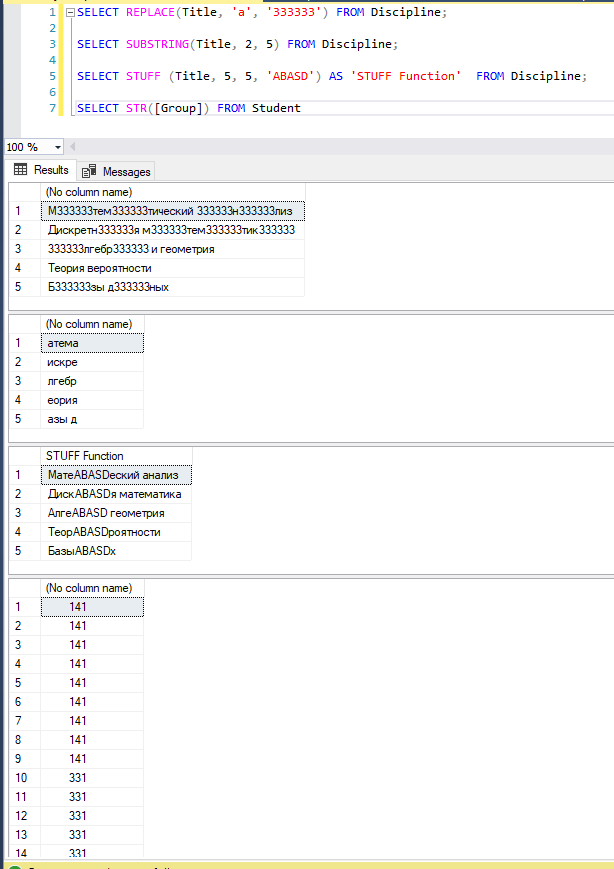 1 SELECT REPLACE(Title, 'а', '333333') FROM Discipline;
2
3 SELECT SUBSTRING(Title, 2, 5) FROM Discipline;
4
5 SELECT STUFF (Title, 5, 5, 'ABASD') AS 'STUFF Function'  FROM Discipline;
6
7 SELECT STR([Group]) FROM Student
100 %
Results Messages
(No column name)
1 М333333тем333333тический 333333н333333лиз
2 Дискретн333333я м333333тем333333тик333333
3 333333лгебр333333 и геометрия
4 Теория вероятности
5 Б333333зы д333333ных
(No column name)
1 атема
2 искре
3 лгебр
4 еория
5 азы д
STUFF Function
1 МатеABASDеский анализ
2 ДискABASDя математика
3 АлгеABASD геометрия
4 ТеорABASDроятности
5 БазыABASDх
(No column name)
1 141
2 141
3 141
4 141
5 141
6 141
7 141
8 141
9 141
10 331
11 331
12 331
13 331
14 331